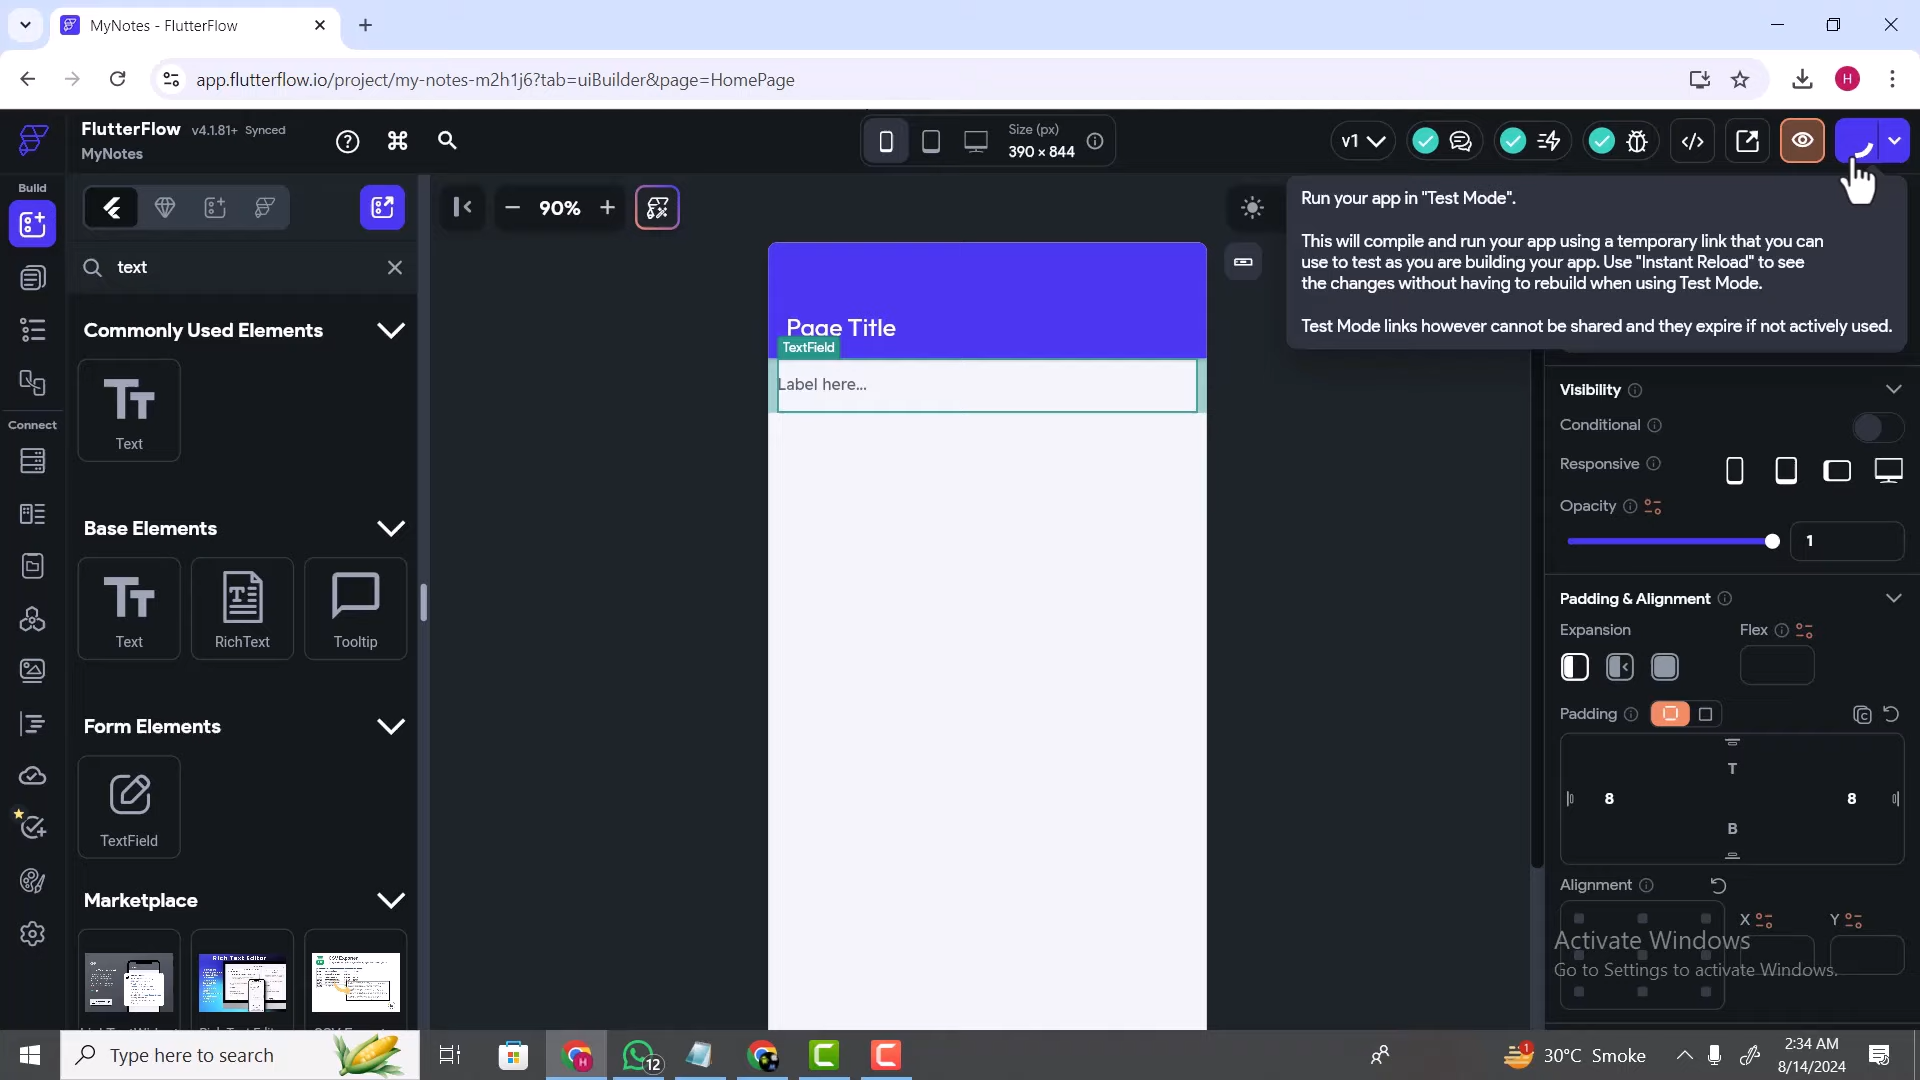 MyNotes - FlutterFlow
app.flutterflow.io/project/my-notes-m2h1j6?tab=uiBuilder&page=HomePage
H
FlutterFlow v4.1.81+ Synced
MyNotes
Size (px)
390 × 844
v1
Build
90%
Run your app in "Test Mode".
This will compile and run your app using a temporary link that you can
use to test as you are building your app. Use "Instant Reload" to see
the changes without having to rebuild when using Test Mode.
Test Mode links however cannot be shared and they expire if not actively used.
text
Commonly Used Elements
Text
Connect
Base Elements
Text
RichText
Tooltip
Form Elements
TextField
Marketplace
Page Title
TextField
Label here...
Visibility
Conditional
Responsive
Opacity
1
Padding & Alignment
Expansion
Flex
Padding
T
8
8
B
Alignment
X
Y
Activate Windows
Go to Settings to activate Windows.
Type here to search
12
1
30°C Smoke
2:34 AM
8/14/2024